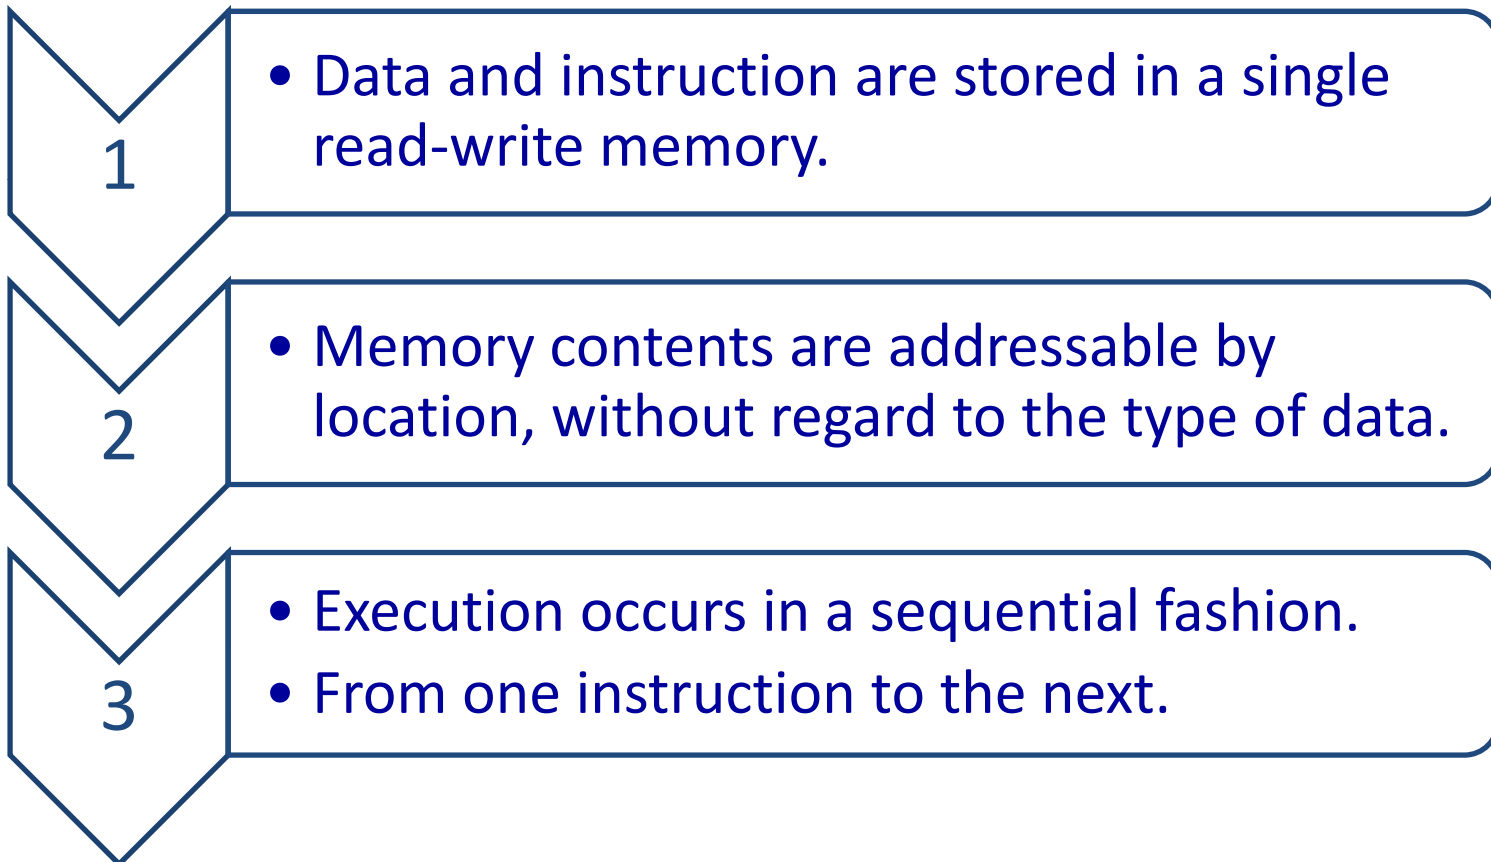 1
• Data and instruction are stored in a single
read-write memory.
2
• Memory contents are addressable by
location, without regard to the type of data.
3
• Execution occurs in a sequential fashion.
• From one instruction to the next.